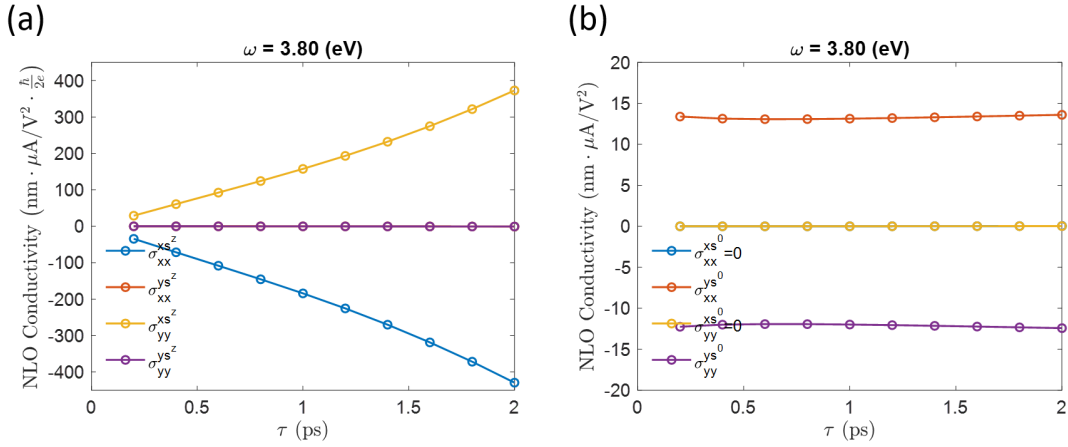 (a)
ω = 3.80 (eV)
NLO Conductivity (nm · μA/V² · ℏ/2e)
400
300
200
100
0
-100
-200
-300
-400
σ_xx^xs^z
σ_xx^ys^z
σ_yy^xs^z
σ_yy^ys^z
0 0.5 1 1.5 2
τ (ps)
(b)
ω = 3.80 (eV)
NLO Conductivity (nm · μA/V²)
20
15
10
5
0
-5
-10
-15
-20
σ_xx^xs^0=0
σ_xx^ys^0
σ_yy^xs^0=0
σ_yy^ys^0
0 0.5 1 1.5 2
τ (ps)